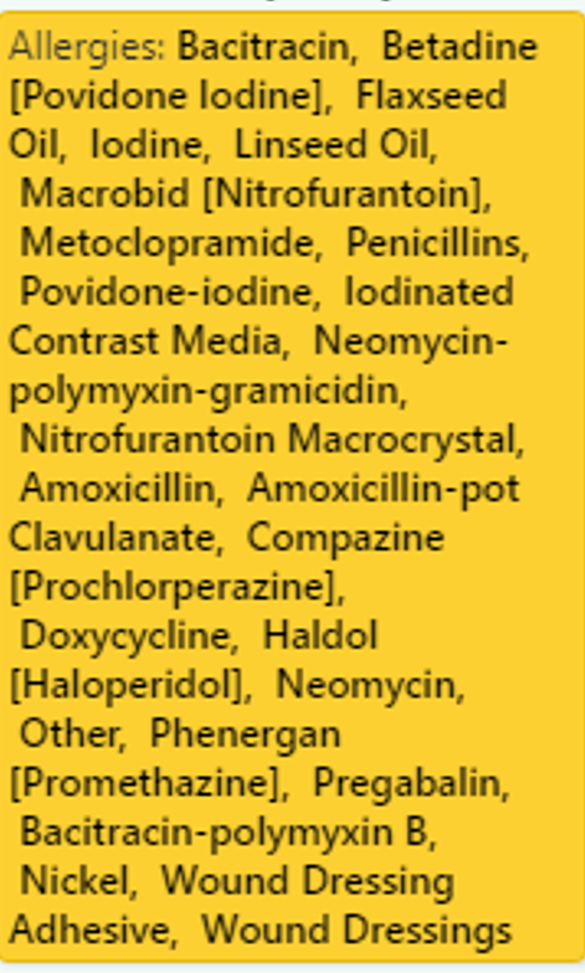 Allergies: Bacitracin, Betadine
[Povidone Iodine], Flaxseed
Oil, Iodine, Linseed Oil,
Macrobid [Nitrofurantoin],
Metoclopramide, Penicillins,
Povidone-iodine, Iodinated
Contrast Media, Neomycin-
polymyxin-gramicidin,
Nitrofurantoin Macrocrystal,
Amoxicillin, Amoxicillin-pot
Clavulanate, Compazine
[Prochlorperazine],
Doxycycline, Haldol
[Haloperidol], Neomycin,
Other, Phenergan
[Promethazine], Pregabalin,
Bacitracin-polymyxin B,
Nickel, Wound Dressing
Adhesive, Wound Dressings